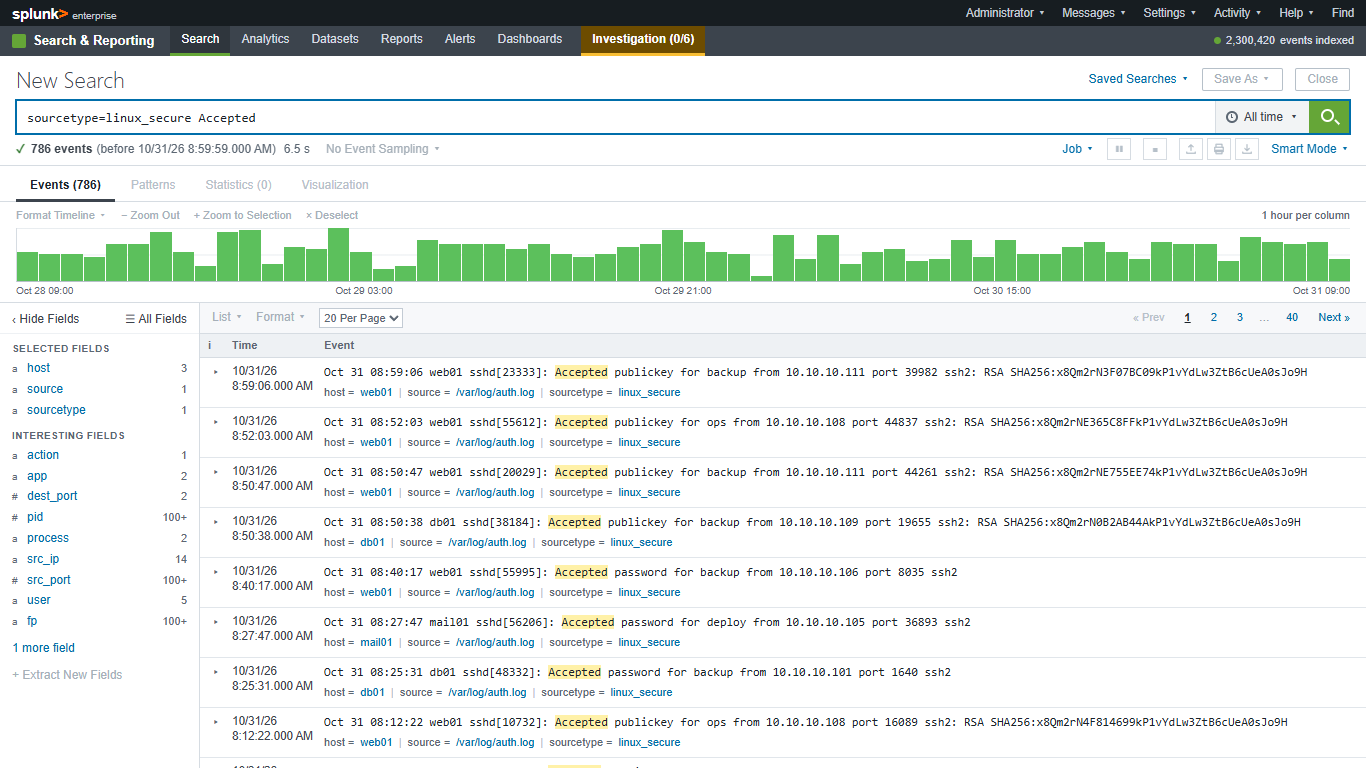 splunk> enterprise
Administrator Messages Settings Activity Help Find
Search & Reporting Search Analytics Datasets Reports Alerts Dashboards Investigation (0/6) 2,300,420 events indexed
New Search
Saved Searches Save As Close
sourcetype=linux_secure Accepted All time
✓ 786 events (before 10/31/26 8:59:59.000 AM) 6.5 s No Event Sampling Job Smart Mode
Events (786) Patterns Statistics (0) Visualization
Format Timeline – Zoom Out + Zoom to Selection × Deselect 1 hour per column
Oct 28 09:00 Oct 29 03:00 Oct 29 21:00 Oct 30 15:00 Oct 31 09:00
‹ Hide Fields ☰ All Fields
SELECTED FIELDS
a host 3
a source 1
a sourcetype 1
INTERESTING FIELDS
a action 1
a app 2
# dest_port 2
# pid 100+
a process 2
a src_ip 14
# src_port 100+
a user 5
a fp 100+
1 more field
+ Extract New Fields
List Format 20 Per Page « Prev 1 2 3 ... 40 Next »
i Time Event
10/31/26 Oct 31 08:59:06 web01 sshd[23333]: Accepted publickey for backup from 10.10.10.111 port 39982 ssh2: RSA SHA256:x8Qm2rN3F07BC09kP1vYdLw3ZtB6cUeA0sJo9H
8:59:06.000 AM host = web01 | source = /var/log/auth.log | sourcetype = linux_secure
10/31/26 Oct 31 08:52:03 web01 sshd[55612]: Accepted publickey for ops from 10.10.10.108 port 44837 ssh2: RSA SHA256:x8Qm2rNE365C8FFkP1vYdLw3ZtB6cUeA0sJo9H
8:52:03.000 AM host = web01 | source = /var/log/auth.log | sourcetype = linux_secure
10/31/26 Oct 31 08:50:47 web01 sshd[20029]: Accepted publickey for backup from 10.10.10.111 port 44261 ssh2: RSA SHA256:x8Qm2rNE755EE74kP1vYdLw3ZtB6cUeA0sJo9H
8:50:47.000 AM host = web01 | source = /var/log/auth.log | sourcetype = linux_secure
10/31/26 Oct 31 08:50:38 db01 sshd[38184]: Accepted publickey for backup from 10.10.10.109 port 19655 ssh2: RSA SHA256:x8Qm2rN0B2AB44AkP1vYdLw3ZtB6cUeA0sJo9H
8:50:38.000 AM host = db01 | source = /var/log/auth.log | sourcetype = linux_secure
10/31/26 Oct 31 08:40:17 web01 sshd[55995]: Accepted password for backup from 10.10.10.106 port 8035 ssh2
8:40:17.000 AM host = web01 | source = /var/log/auth.log | sourcetype = linux_secure
10/31/26 Oct 31 08:27:47 mail01 sshd[56206]: Accepted password for deploy from 10.10.10.105 port 36893 ssh2
8:27:47.000 AM host = mail01 | source = /var/log/auth.log | sourcetype = linux_secure
10/31/26 Oct 31 08:25:31 db01 sshd[48332]: Accepted password for backup from 10.10.10.101 port 1640 ssh2
8:25:31.000 AM host = db01 | source = /var/log/auth.log | sourcetype = linux_secure
10/31/26 Oct 31 08:12:22 web01 sshd[10732]: Accepted publickey for ops from 10.10.10.108 port 16089 ssh2: RSA SHA256:x8Qm2rN4F814699kP1vYdLw3ZtB6cUeA0sJo9H
8:12:22.000 AM host = web01 | source = /var/log/auth.log | sourcetype = linux_secure